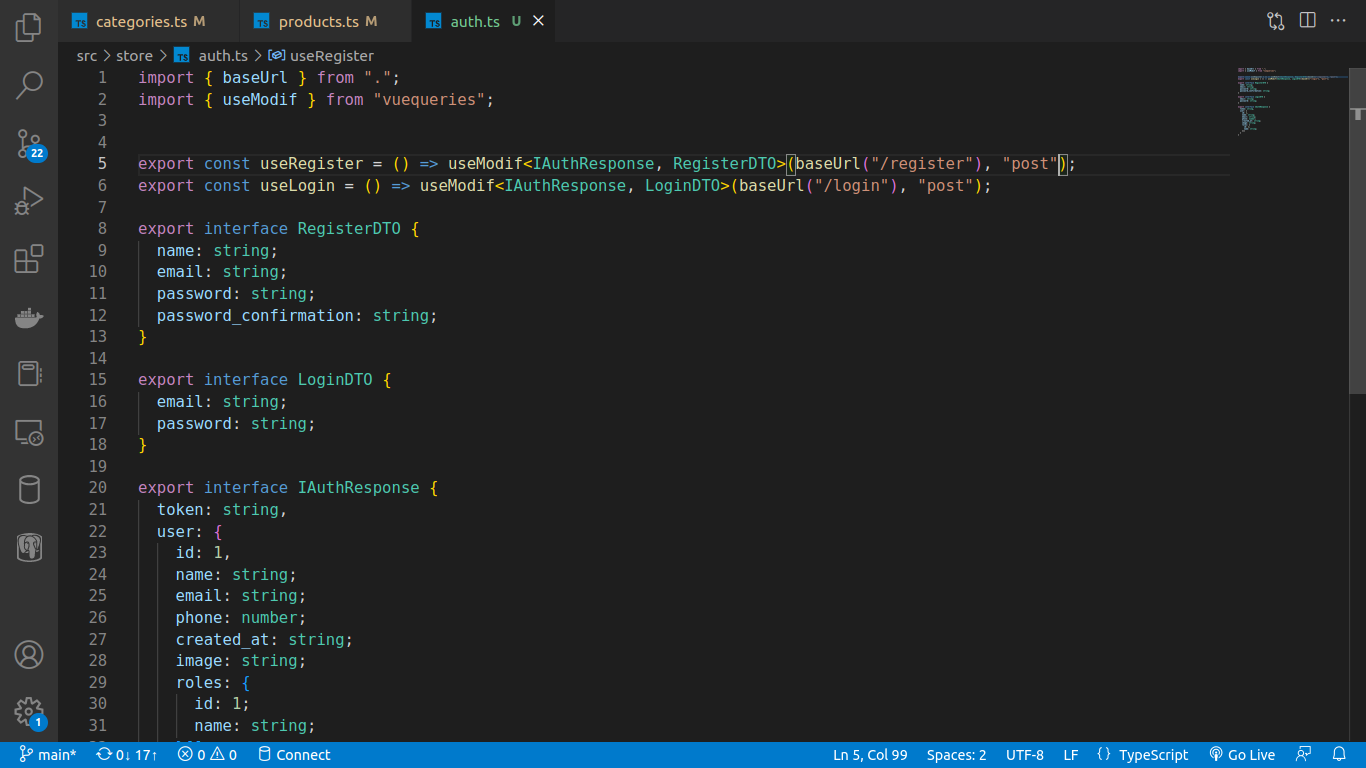 TS categories.ts M
TS products.ts M
TS auth.ts U
src > store > TS auth.ts > useRegister
1 import { baseUrl } from ".";
2 import { useModif } from "vuequeries";
3
4
5 export const useRegister = () => useModif<IAuthResponse, RegisterDTO>(baseUrl("/register"), "post");
6 export const useLogin = () => useModif<IAuthResponse, LoginDTO>(baseUrl("/login"), "post");
7
8 export interface RegisterDTO {
9 name: string;
10 email: string;
11 password: string;
12 password_confirmation: string;
13 }
14
15 export interface LoginDTO {
16 email: string;
17 password: string;
18 }
19
20 export interface IAuthResponse {
21 token: string,
22 user: {
23 id: 1,
24 name: string;
25 email: string;
26 phone: number;
27 created_at: string;
28 image: string;
29 roles: {
30 id: 1;
31 name: string;
22
1
main* 0↓ 17↑ 0 0 Connect Ln 5, Col 99 Spaces: 2 UTF-8 LF {} TypeScript Go Live